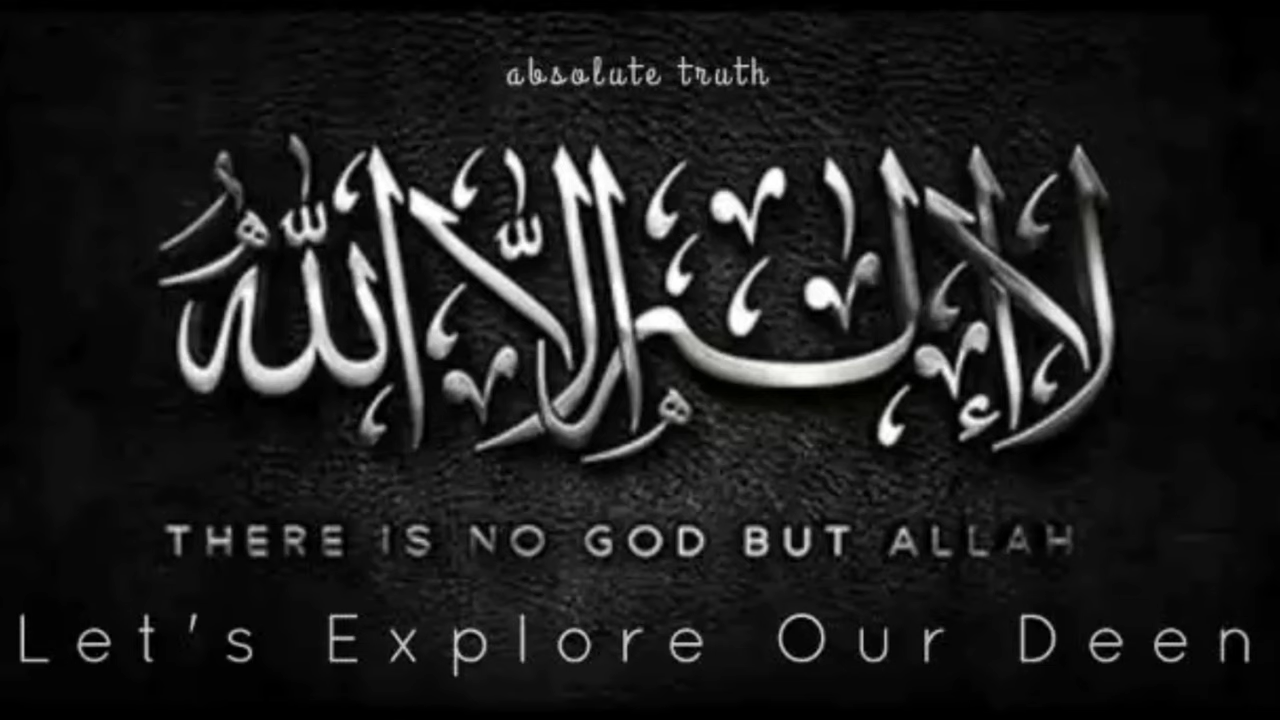 absolute truth
لا إله إلا الله
THERE IS NO GOD BUT ALLAH
Let's Explore Our Deen